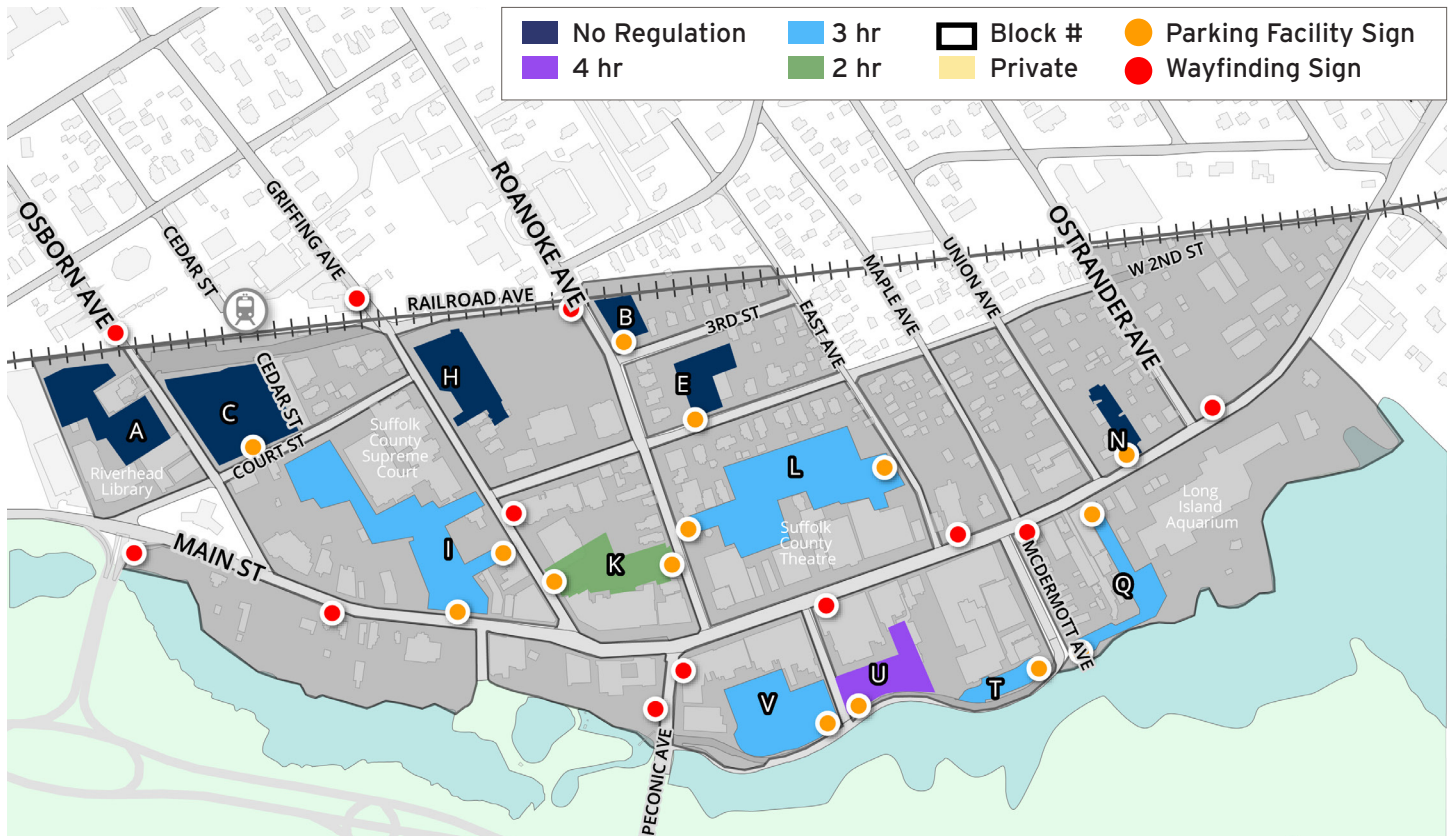 No Regulation
4 hr
3 hr
2 hr
Block #
Private
Parking Facility Sign
Wayfinding Sign
OSBORN AVE
CEDAR ST
GRIFFING AVE
ROANOKE AVE
RAILROAD AVE
3RD ST
EAST AVE
MAPLE AVE
UNION AVE
OSTRANDER AVE
W 2ND ST
B
H
E
CEDAR ST
C
A
COURT ST
Riverhead
Library
Suffolk
County
Supreme
Court
N
L
Suffolk
County
Theatre
Long
Island
Aquarium
MAIN ST
I
K
Q
MCDERMOTT AVE
U
T
V
PECONIC AVE